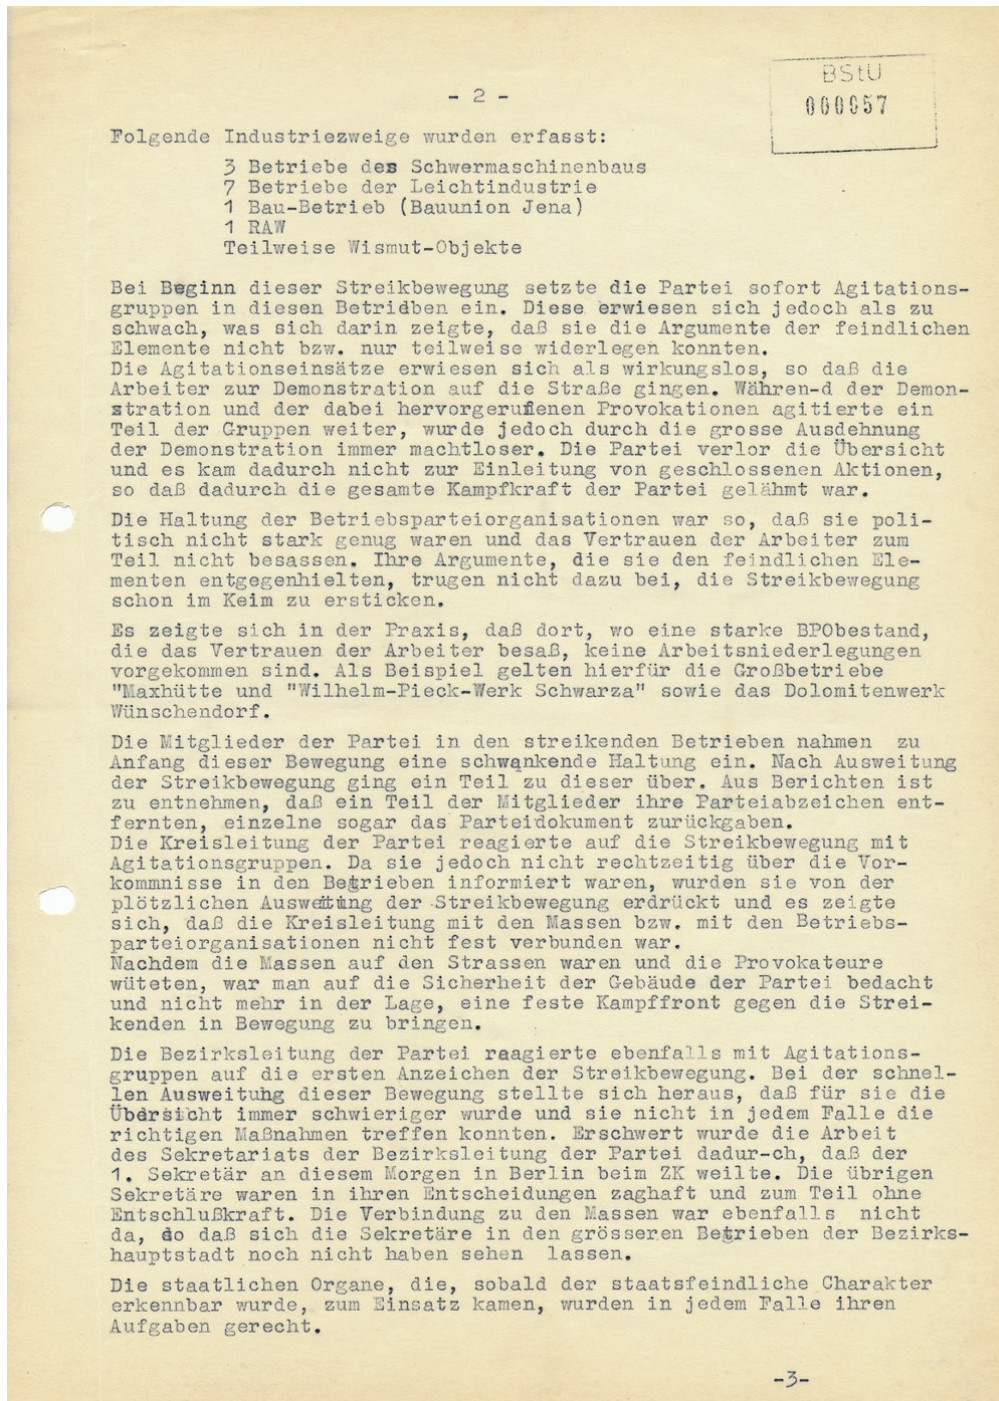 - 2 -
BStU
000057
Folgende Industriezweige wurden erfasst:
3 Betriebe des Schwermaschinenbaus
7 Betriebe der Leichtindustrie
1 Bau-Betrieb (Bauunion Jena)
1 RAW
Teilweise Wismut-Objekte
Bei Beginn dieser Streikbewegung setzte die Partei sofort Agitations-
gruppen in diesen Betridben ein. Diese erwiesen sich jedoch als zu
schwach, was sich darin zeigte, daß sie die Argumente der feindlichen
Elemente nicht bzw. nur teilweise widerlegen konnten.
Die Agitationseinsätze erwiesen sich als wirkungslos, so daß die
Arbeiter zur Demonstration auf die Straße gingen. Währen-d der Demon-
stration und der dabei hervorgerufenen Provokationen agitierte ein
Teil der Gruppen weiter, wurde jedoch durch die grosse Ausdehnung
der Demonstration immer machtloser. Die Partei verlor die Übersicht
und es kam dadurch nicht zur Einleitung von geschlossenen Aktionen,
so daß dadurch die gesamte Kampfkraft der Partei gelähmt war.
Die Haltung der Betriebsparteiorganisationen war so, daß sie poli-
tisch nicht stark genug waren und das Vertrauen der Arbeiter zum
Teil nicht besassen. Ihre Argumente, die sie den feindlichen Ele-
menten entgegenhielten, trugen nicht dazu bei, die Streikbewegung
schon im Keim zu ersticken.
Es zeigte sich in der Praxis, daß dort, wo eine starke BPObestand,
die das Vertrauen der Arbeiter besaß, keine Arbeitsniederlegungen
vorgekommen sind. Als Beispiel gelten hierfür die Großbetriebe
"Maxhütte und "Wilhelm-Pieck-Werk Schwarza" sowie das Dolomitenwerk
Wünschendorf.
Die Mitglieder der Partei in den streikenden Betrieben nahmen zu
Anfang dieser Bewegung eine schwankende Haltung ein. Nach Ausweitung
der Streikbewegung ging ein Teil zu dieser über. Aus Berichten ist
zu entnehmen, daß ein Teil der Mitglieder ihre Parteiabzeichen ent-
fernten, einzelne sogar das Parteidokument zurückgaben.
Die Kreisleitung der Partei reagierte auf die Streikbewegung mit
Agitationsgruppen. Da sie jedoch nicht rechtzeitig über die Vor-
kommnisse in den Betrieben informiert waren, wurden sie von der
plötzlichen Ausweitung der Streikbewegung erdrückt und es zeigte
sich, daß die Kreisleitung mit den Massen bzw. mit den Betriebs-
parteiorganisationen nicht fest verbunden war.
Nachdem die Massen auf den Strassen waren und die Provokateure
wüteten, war man auf die Sicherheit der Gebäude der Partei bedacht
und nicht mehr in der Lage, eine feste Kampffront gegen die Strei-
kenden in Bewegung zu bringen.
Die Bezirksleitung der Partei raagierte ebenfalls mit Agitations-
gruppen auf die ersten Anzeichen der Streikbewegung. Bei der schnel-
len Ausweitung dieser Bewegung stellte sich heraus, daß für sie die
Übersicht immer schwieriger wurde und sie nicht in jedem Falle die
richtigen Maßnahmen treffen konnten. Erschwert wurde die Arbeit
des Sekretariats der Bezirksleitung der Partei dadur-ch, daß der
1. Sekretär an diesem Morgen in Berlin beim ZK weilte. Die übrigen
Sekretäre waren in ihren Entscheidungen zaghaft und zum Teil ohne
Entschlußkraft. Die Verbindung zu den Massen war ebenfalls nicht
da, so daß sich die Sekretäre in den grösseren Betrieben der Bezirks-
hauptstadt noch nicht haben sehen lassen.
Die staatlichen Organe, die, sobald der staatsfeindliche Charakter
erkennbar wurde, zum Einsatz kamen, wurden in jedem Falle ihren
Aufgaben gerecht.
-3-